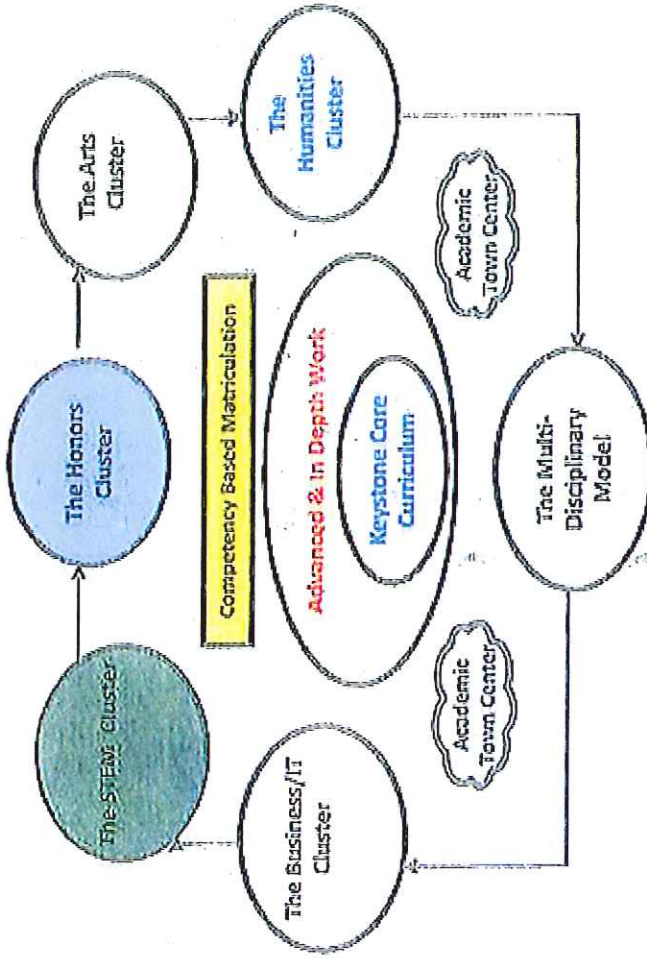 The Honors
Cluster
The Arts
Cluster
The STEM Cluster
The Humanities
Cluster
Competency Based Matriculation
Advanced & In Depth Work
Keystone Core
Curriculum
The Business/IT
Cluster
Academic
Town Center
Academic
Town Center
The Multi-
Disciplinary
Model